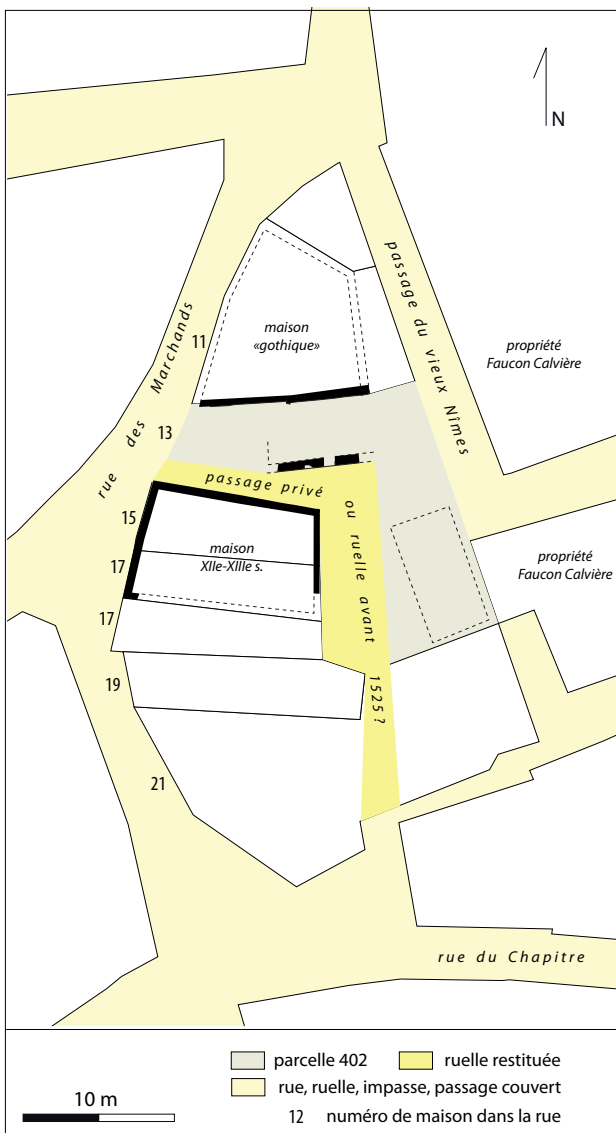 N
rue des Marchands
passage du vieux Nîmes
11
maison
«gothique»
propriété
Faucon Calvière
13
passage privé
ou ruelle avant
1525 ?
15
maison
XIIe-XIIIe s.
17
propriété
Faucon Calvière
17
19
21
rue du Chapitre
parcelle 402
ruelle restituée
rue, ruelle, impasse, passage couvert
10 m
12 numéro de maison dans la rue